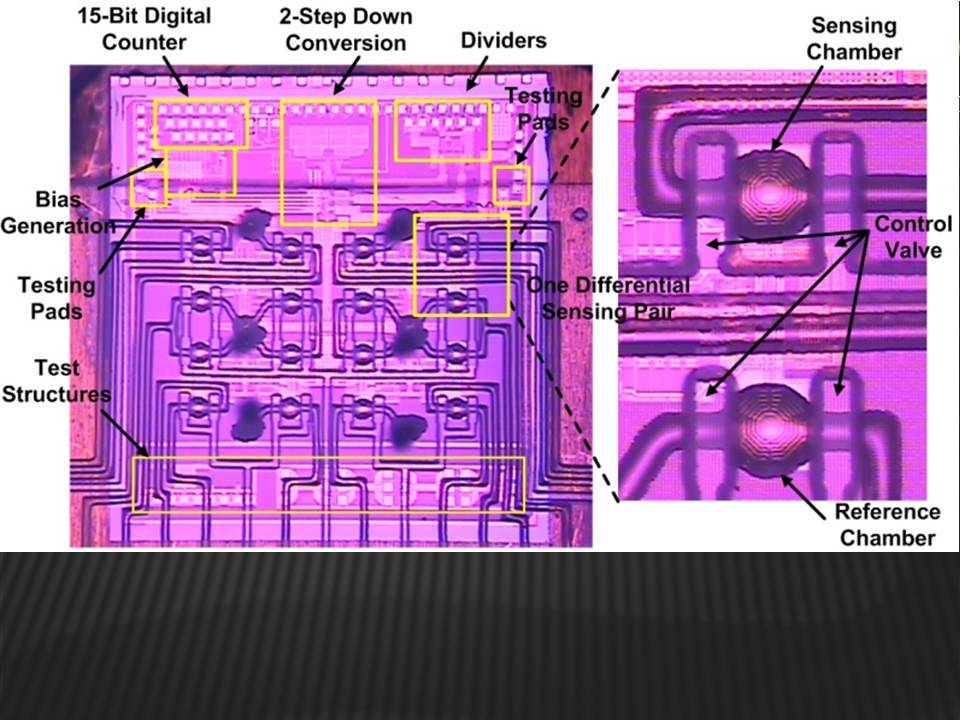 15-Bit Digital
Counter
2-Step Down
Conversion
Dividers
Testing
Pads
Sensing
Chamber
Bias
Generation
Control
Valve
Testing
Pads
One Differential
Sensing Pair
Test
Structures
Reference
Chamber